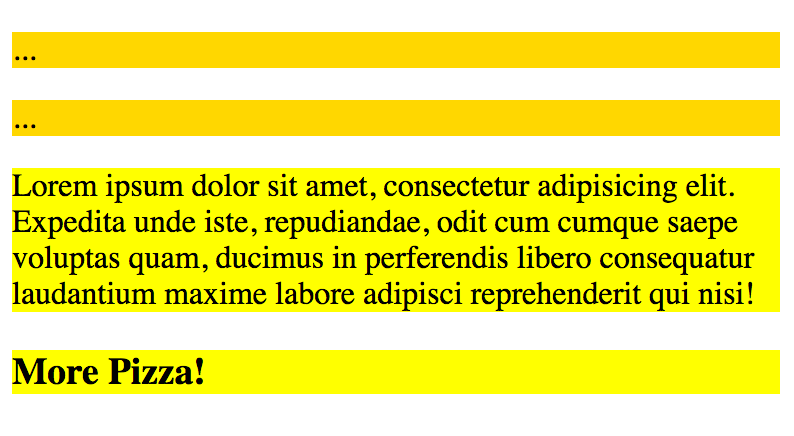 ...
...
Lorem ipsum dolor sit amet, consectetur adipisicing elit.
Expedita unde iste, repudiandae, odit cum cumque saepe
voluptas quam, ducimus in perferendis libero consequatur
laudantium maxime labore adipisci reprehenderit qui nisi!
More Pizza!